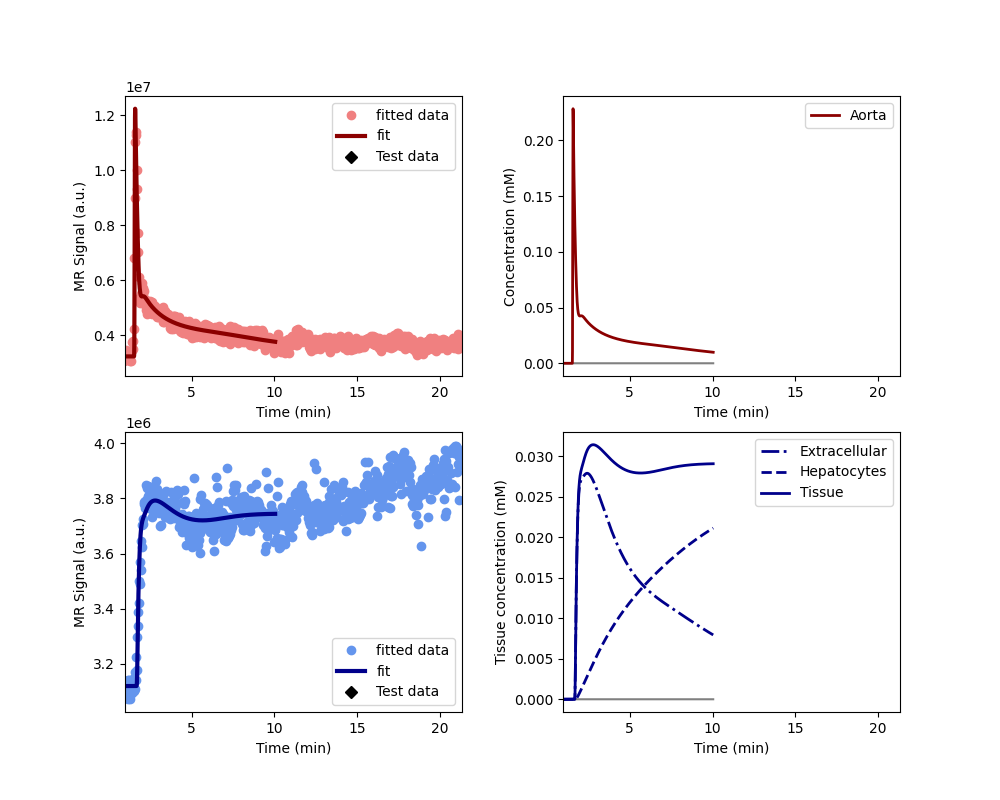 1e7
MR Signal (a.u.)
1.2
1.0
0.8
0.6
0.4
fitted data
fit
Test data
5 10 15 20
Time (min)
Concentration (mM)
0.20
0.15
0.10
0.05
0.00
Aorta
5 10 15 20
Time (min)
1e6
MR Signal (a.u.)
4.0
3.8
3.6
3.4
3.2
fitted data
fit
Test data
5 10 15 20
Time (min)
Tissue concentration (mM)
0.030
0.025
0.020
0.015
0.010
0.005
0.000
Extracellular
Hepatocytes
Tissue
5 10 15 20
Time (min)